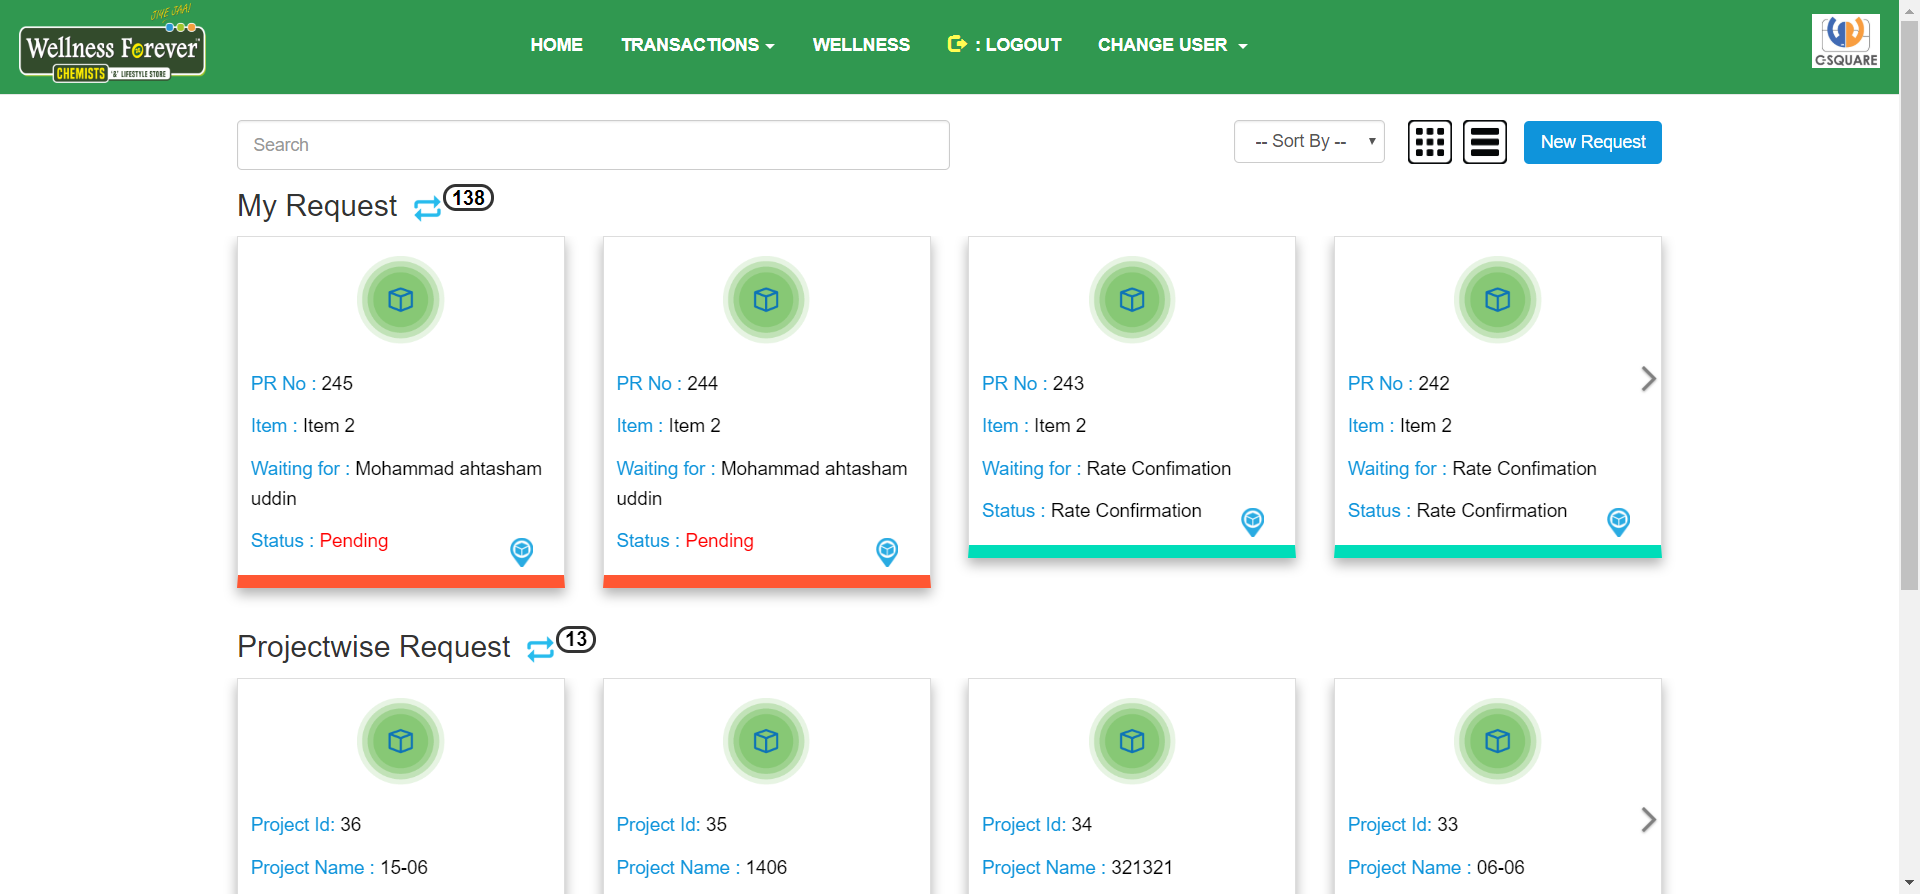 JIYE JAA!
Wellness Forever
CHEMISTS '&' LIFESTYLE STORE
HOME TRANSACTIONS WELLNESS : LOGOUT CHANGE USER
C-SQUARE
Search
-- Sort By --
New Request
My Request 138
PR No : 245
Item : Item 2
Waiting for : Mohammad ahtasham
uddin
Status : Pending
PR No : 244
Item : Item 2
Waiting for : Mohammad ahtasham
uddin
Status : Pending
PR No : 243
Item : Item 2
Waiting for : Rate Confimation
Status : Rate Confirmation
PR No : 242
Item : Item 2
Waiting for : Rate Confimation
Status : Rate Confirmation
Projectwise Request 13
Project Id: 36
Project Name : 15-06
Project Id: 35
Project Name : 1406
Project Id: 34
Project Name : 321321
Project Id: 33
Project Name : 06-06